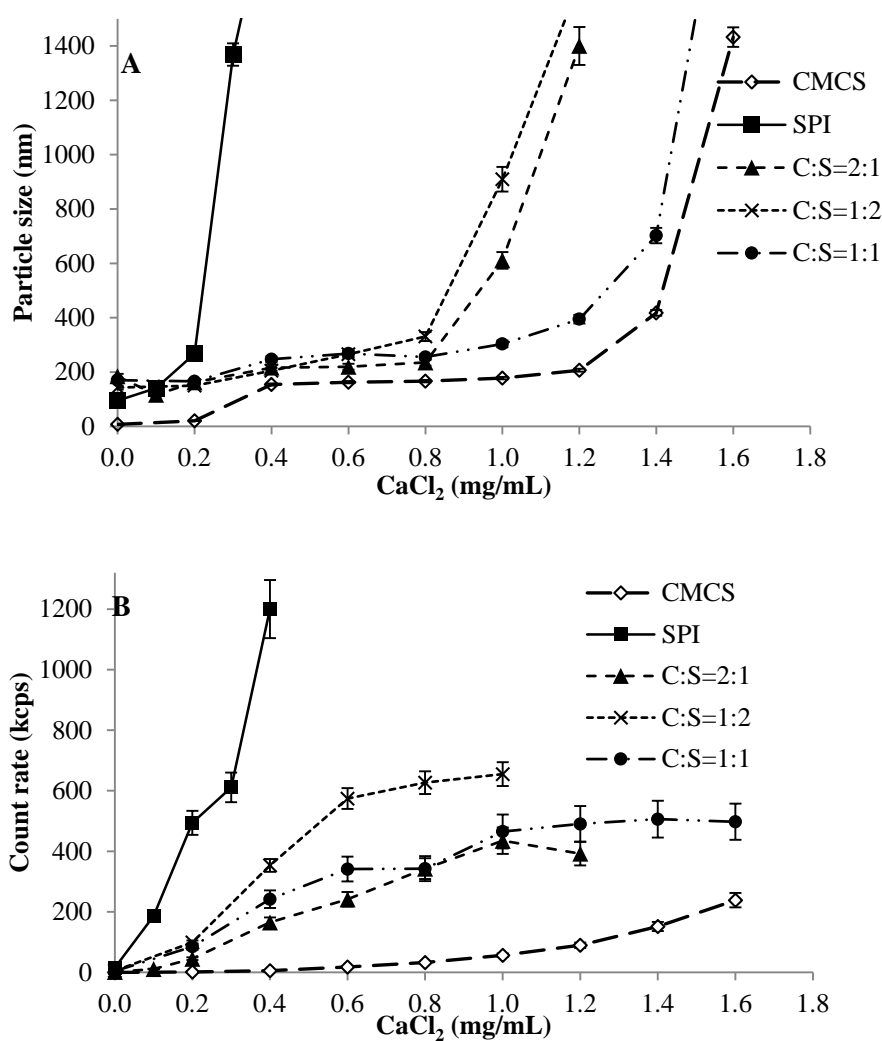 A
1400
1200
1000
800
600
400
200
0
Particle size (nm)
0.0 0.2 0.4 0.6 0.8 1.0 1.2 1.4 1.6 1.8
CaCl₂ (mg/mL)
CMCS
SPI
C:S=2:1
C:S=1:2
C:S=1:1
B
1200
1000
800
600
400
200
0
Count rate (kcps)
0.0 0.2 0.4 0.6 0.8 1.0 1.2 1.4 1.6 1.8
CaCl₂ (mg/mL)
CMCS
SPI
C:S=2:1
C:S=1:2
C:S=1:1